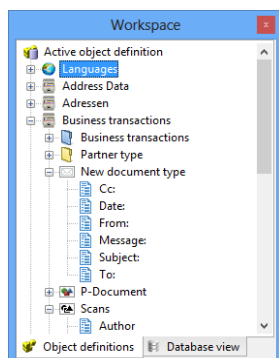 Workspace
Active object definition
Languages
Address Data
Adressen
Business transactions
Business transactions
Partner type
New document type
Cc:
Date:
From:
Message:
Subject:
To:
P-Document
Scans
Author
Object definitions
Database view